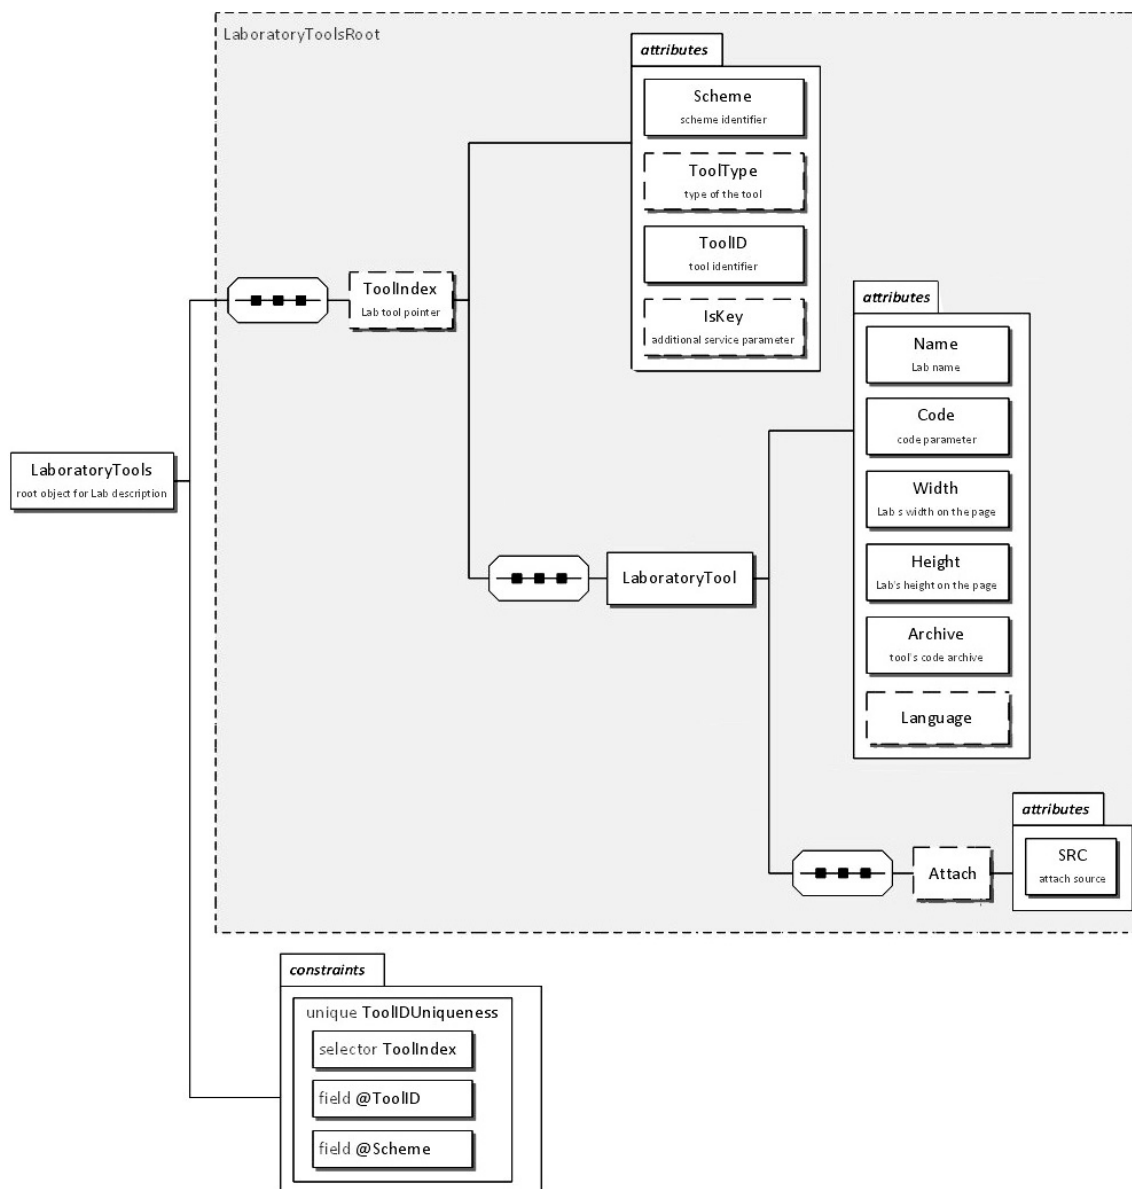 LaboratoryToolsRoot
attributes
Scheme
scheme identifier
ToolType
type of the tool
ToolID
tool identifier
IsKey
additional service parameter
ToolIndex
Lab tool pointer
attributes
Name
Lab name
Code
code parameter
Width
Lab s width on the page
Height
Lab's height on the page
Archive
tool's code archive
Language
LaboratoryTools
root object for Lab description
LaboratoryTool
attributes
SRC
attach source
Attach
constraints
unique ToolIDUniqueness
selector ToolIndex
field @ToolID
field @Scheme